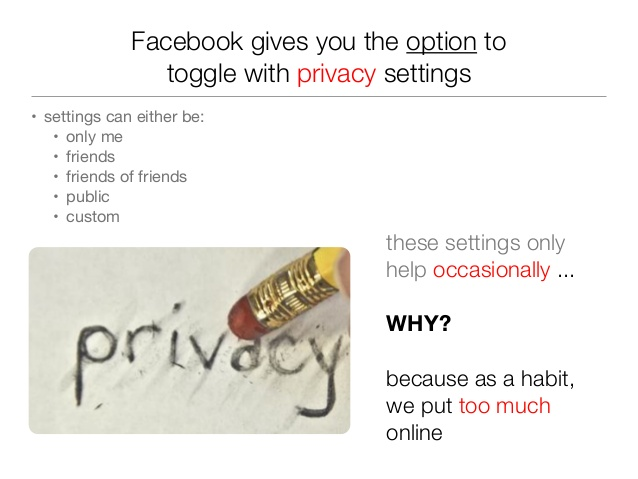 Facebook gives you the option to
toggle with privacy settings
• settings can either be:
• only me
• friends
• friends of friends
• public
• custom
these settings only
help occasionally ...
WHY?
because as a habit,
we put too much
online
privacy